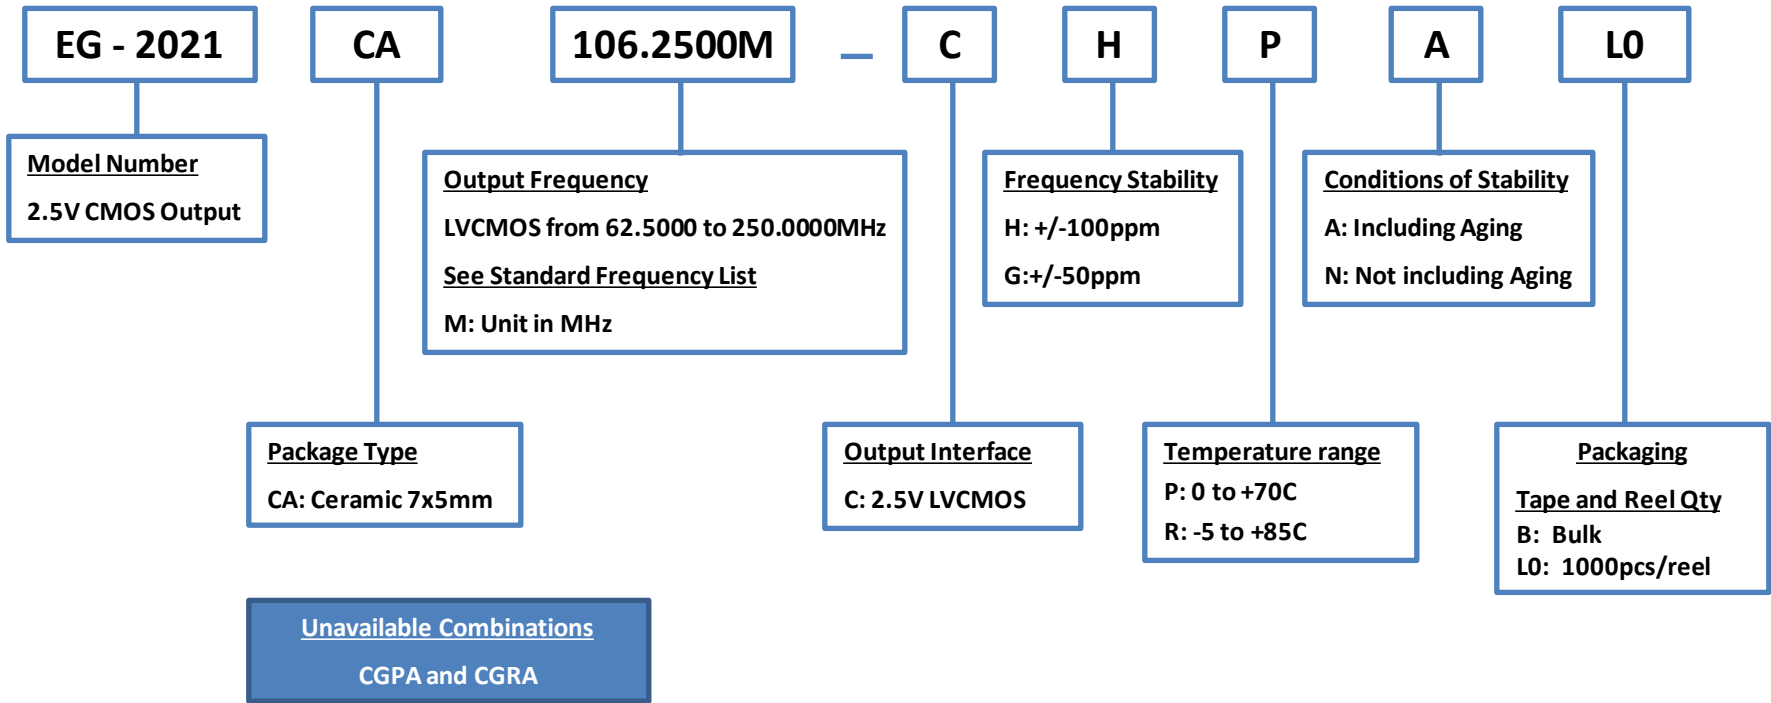 EG - 2021
CA
106.2500M
_
C
H
P
A
L0
Model Number
2.5V CMOS Output
Output Frequency
LVCMOS from 62.5000 to 250.0000MHz
See Standard Frequency List
M: Unit in MHz
Frequency Stability
H: +/-100ppm
G:+/-50ppm
Conditions of Stability
A: Including Aging
N: Not including Aging
Package Type
CA: Ceramic 7x5mm
Output Interface
C: 2.5V LVCMOS
Temperature range
P: 0 to +70C
R: -5 to +85C
Packaging
Tape and Reel Qty
B: Bulk
L0: 1000pcs/reel
Unavailable Combinations
CGPA and CGRA